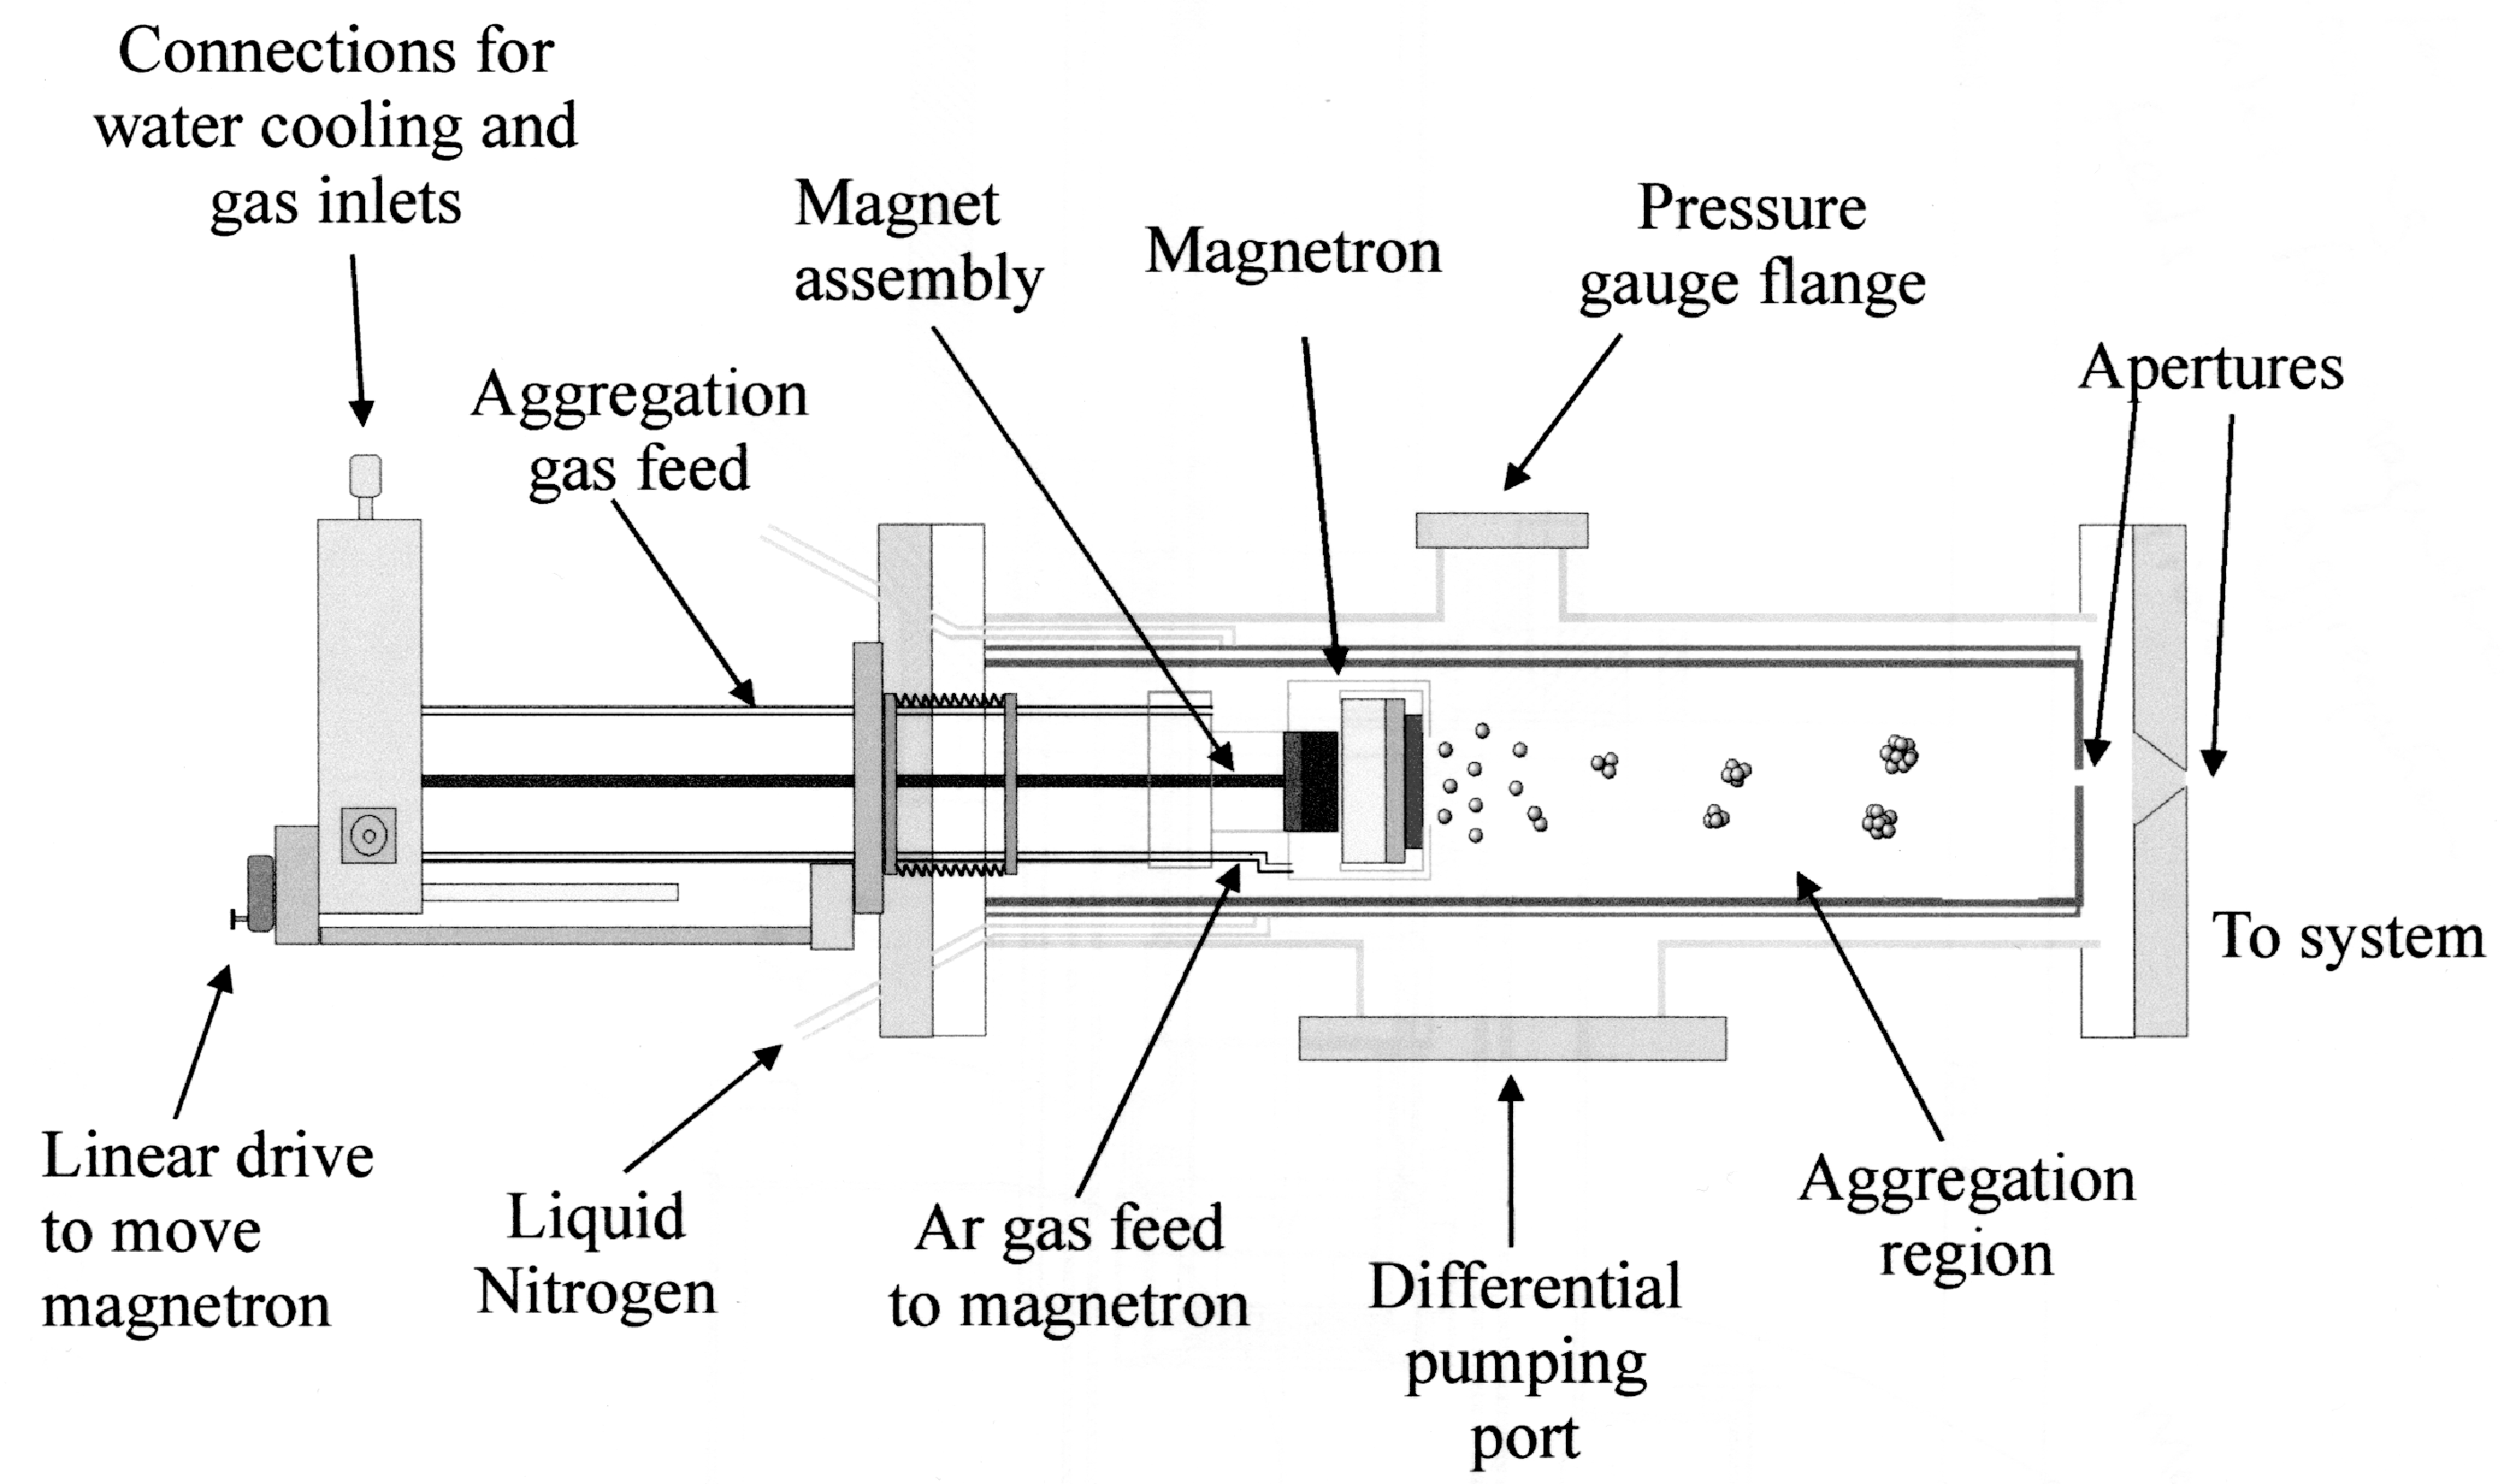 Connections for
water cooling and
gas inlets
Magnet
assembly
Magnetron
Pressure
gauge flange
Apertures
Aggregation
gas feed
To system
Linear drive
to move
magnetron
Liquid
Nitrogen
Ar gas feed
to magnetron
Differential
pumping
port
Aggregation
region